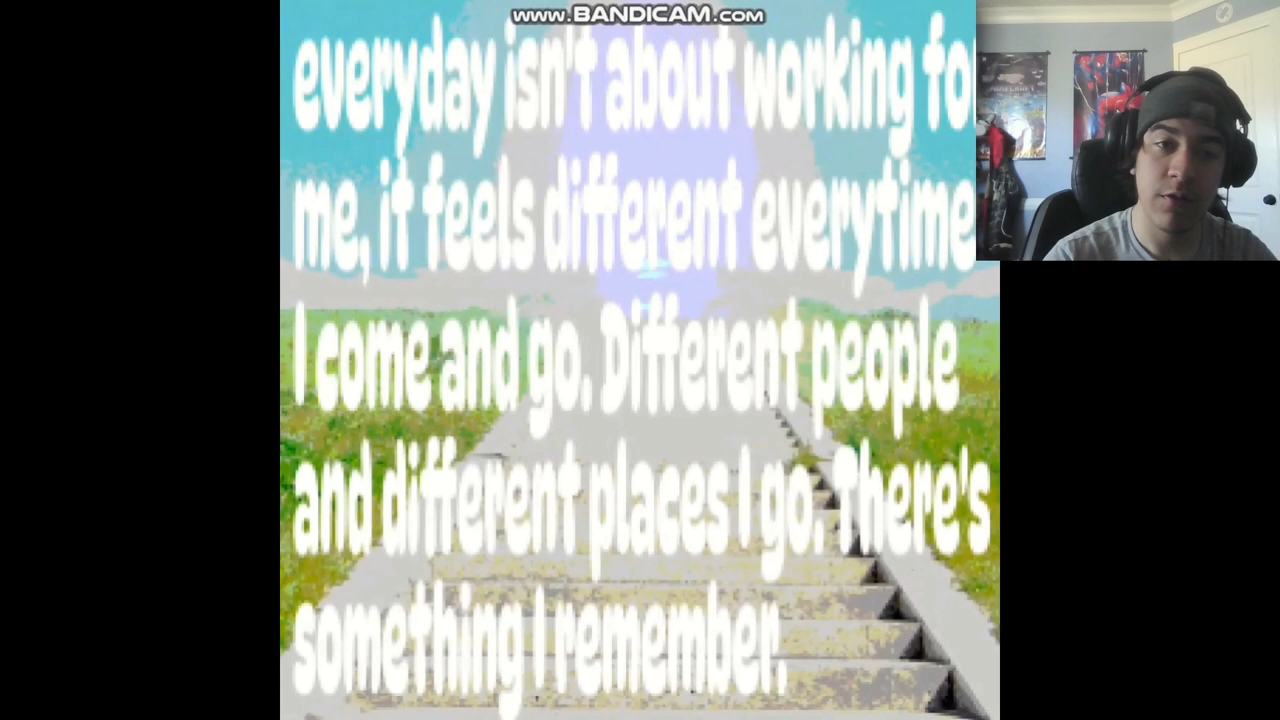 www.BANDICAM.com
everyday isn't about working fo
me, it feels different everytime
I come and go. Different people
and different places I go. There's
something I remember.